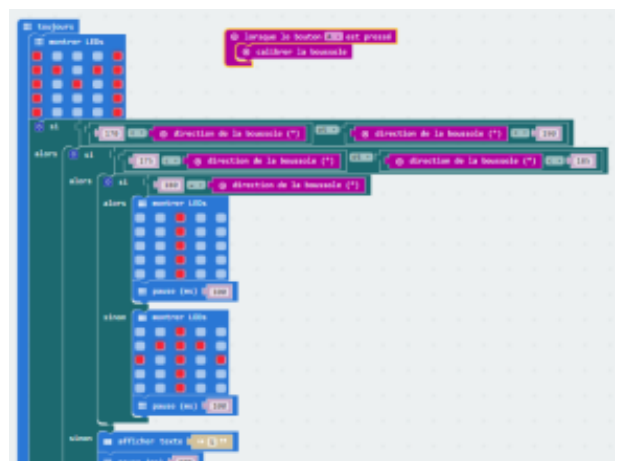 toujours
montrer LEDs
lorsque le bouton A est pressé
calibrer la boussole
si 170 direction de la boussole (°) et direction de la boussole (°) 190
alors si 175 direction de la boussole (°) et direction de la boussole (°) 185
alors si 180 direction de la boussole (°)
alors montrer LEDs
pause (ms) 100
sinon montrer LEDs
pause (ms) 100
sinon afficher texte